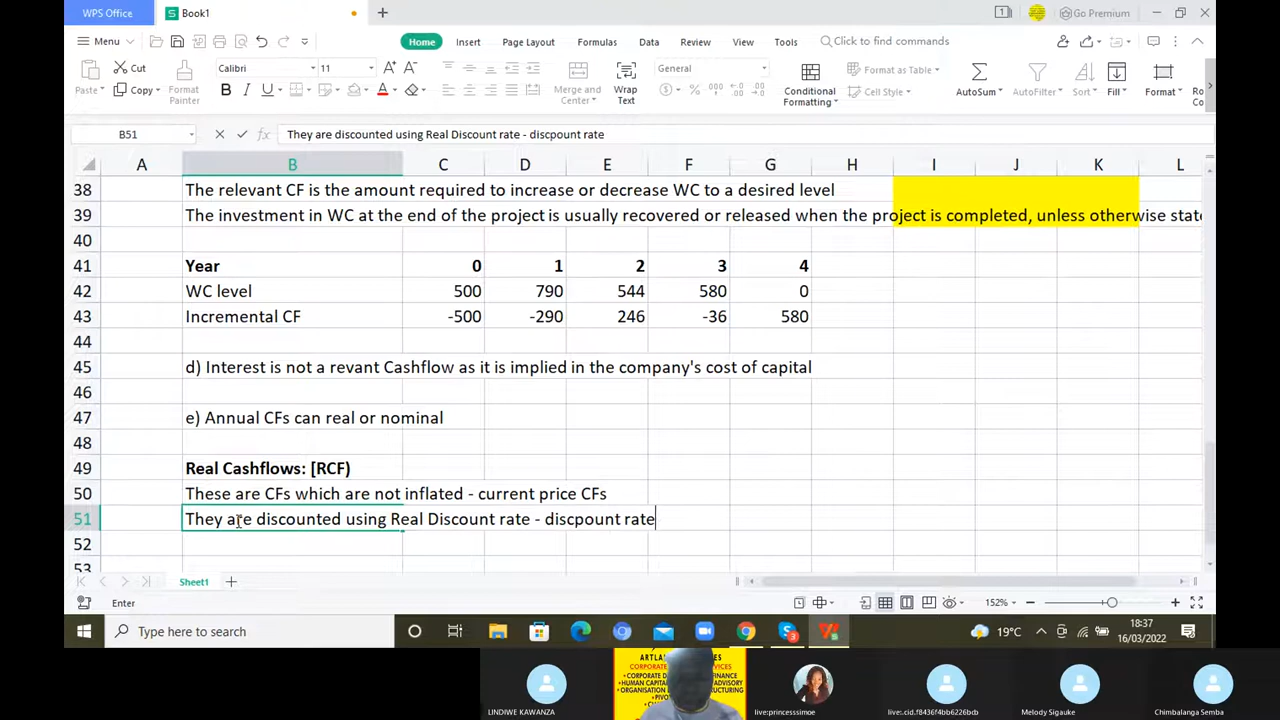 WPS Office
Book1
1
Go Premium
Menu
Home
Insert
Page Layout
Formulas
Data
Review
View
Tools
Click to find commands
Paste
Cut
Copy
Format
Painter
Calibri
11
B I U A
Merge and
Center
Wrap
Text
General
Conditional
Formatting
Format as Table
Cell Style
AutoSum
AutoFilter
Sort
Fill
Format
B51
fx
They are discounted using Real Discount rate - discpount rate
A B C D E F G H I J K L
38 The relevant CF is the amount required to increase or decrease WC to a desired level
39 The investment in WC at the end of the project is usually recovered or released when the project is completed, unless otherwise state
40
41 Year 0 1 2 3 4
42 WC level 500 790 544 580 0
43 Incremental CF -500 -290 246 -36 580
44
45 d) Interest is not a revant Cashflow as it is implied in the company's cost of capital
46
47 e) Annual CFs can real or nominal
48
49 Real Cashflows: [RCF)
50 These are CFs which are not inflated - current price CFs
51 They are discounted using Real Discount rate - discpount rate
52
53
Sheet1
Enter
152%
Type here to search
19°C
18:37
16/03/2022
CORPORATE
LINDIWE KAWANZA
live:princesssimoe
live:.cid.f8436f4bb6226bcb
Melody Sigauke
Chimbalanga Semba